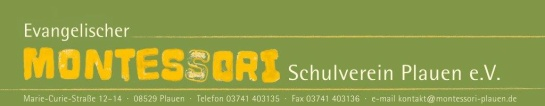 Evangelischer
MONTESSORI Schulverein Plauen e.V.
Marie-Curie-Straße 12-14 · 08529 Plauen · Telefon 03741 403135 · Fax 03741 403136 · e-mail kontakt@montessori-plauen.de